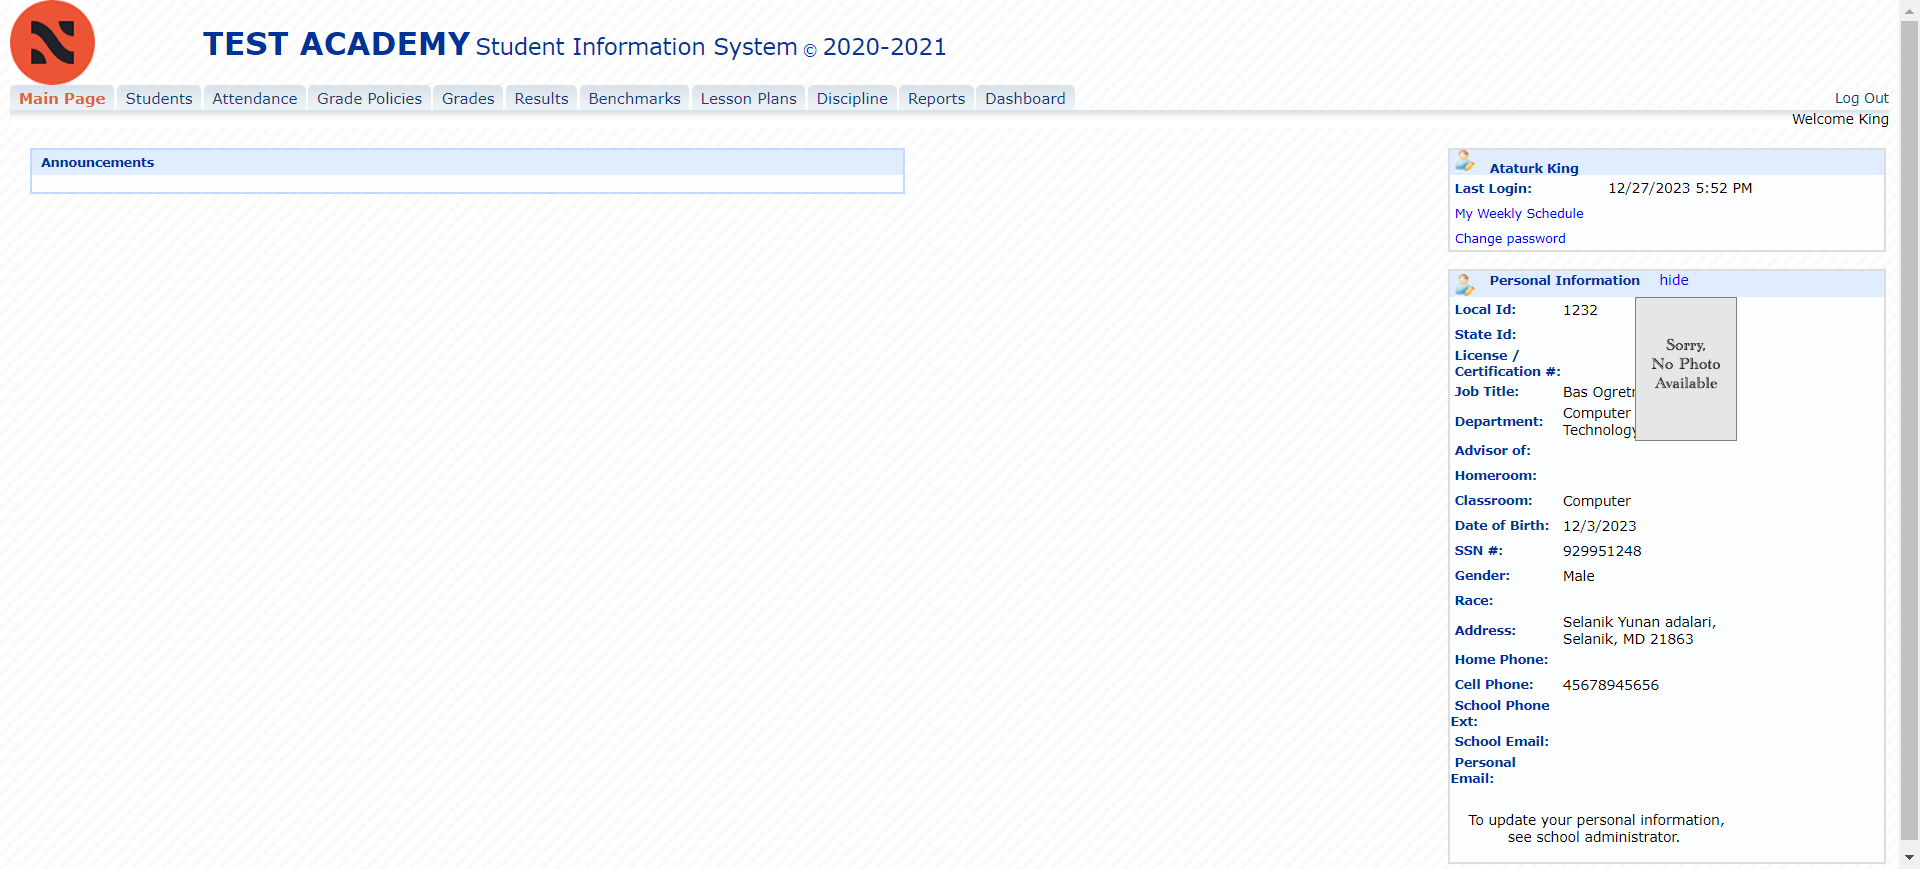 TEST ACADEMY Student Information System © 2020-2021
Main Page Students Attendance Grade Policies Grades Results Benchmarks Lesson Plans Discipline Reports Dashboard
Log Out
Welcome King
Announcements
Ataturk King
Last Login: 12/27/2023 5:52 PM
My Weekly Schedule
Change password
Personal Information hide
Local Id: 1232
State Id:
License /
Certification #:
Job Title: Bas
Department: Computer
Technology
Sorry,
No Photo
Available
Advisor of:
Homeroom:
Classroom: Computer
Date of Birth: 12/3/2023
SSN #: 929951248
Gender: Male
Race:
Address: Selanik Yunan adalari,
Selanik, MD 21863
Home Phone:
Cell Phone: 45678945656
School Phone
Ext:
School Email:
Personal
Email:
To update your personal information,
see school administrator.